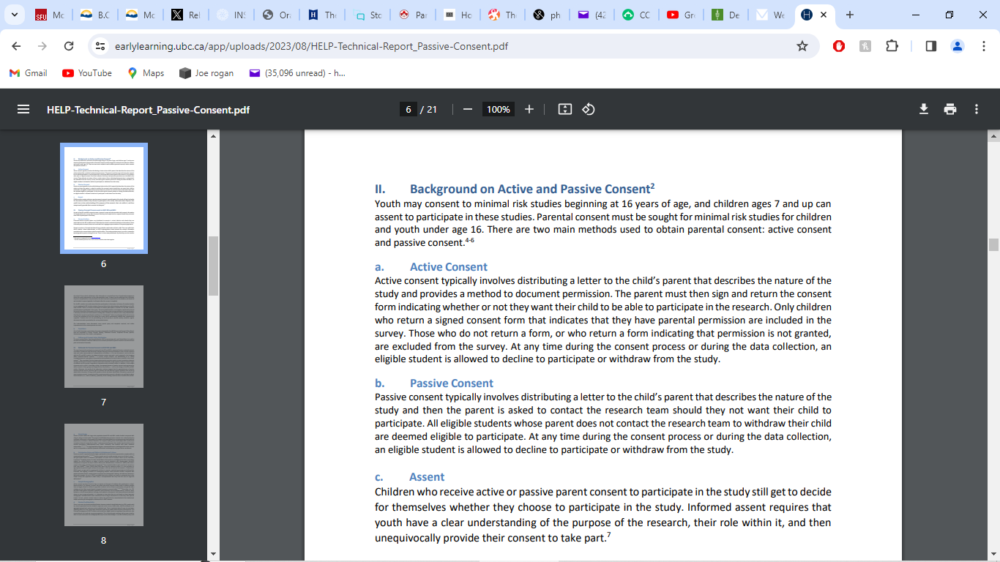 Mc
B.C
Mc
Rel
INS
Ora
Th
Stc
Par
Ho
Th
ph
(42
CC
Gr
De
We
earlylearning.ubc.ca/app/uploads/2023/08/HELP-Technical-Report_Passive-Consent.pdf
Gmail
YouTube
Maps
Joe rogan
(35,096 unread) - h...
HELP-Technical-Report_Passive-Consent.pdf
6 / 21
100%
6
7
8
II. Background on Active and Passive Consent2
Youth may consent to minimal risk studies beginning at 16 years of age, and children ages 7 and up can
assent to participate in these studies. Parental consent must be sought for minimal risk studies for children
and youth under age 16. There are two main methods used to obtain parental consent: active consent
and passive consent.4-6
a. Active Consent
Active consent typically involves distributing a letter to the child's parent that describes the nature of the
study and provides a method to document permission. The parent must then sign and return the consent
form indicating whether or not they want their child to be able to participate in the research. Only children
who return a signed consent form that indicates that they have parental permission are included in the
survey. Those who do not return a form, or who return a form indicating that permission is not granted,
are excluded from the survey. At any time during the consent process or during the data collection, an
eligible student is allowed to decline to participate or withdraw from the study.
b. Passive Consent
Passive consent typically involves distributing a letter to the child's parent that describes the nature of the
study and then the parent is asked to contact the research team should they not want their child to
participate. All eligible students whose parent does not contact the research team to withdraw their child
are deemed eligible to participate. At any time during the consent process or during the data collection,
an eligible student is allowed to decline to participate or withdraw from the study.
c. Assent
Children who receive active or passive parent consent to participate in the study still get to decide
for themselves whether they choose to participate in the study. Informed assent requires that
youth have a clear understanding of the purpose of the research, their role within it, and then
unequivocally provide their consent to take part.7